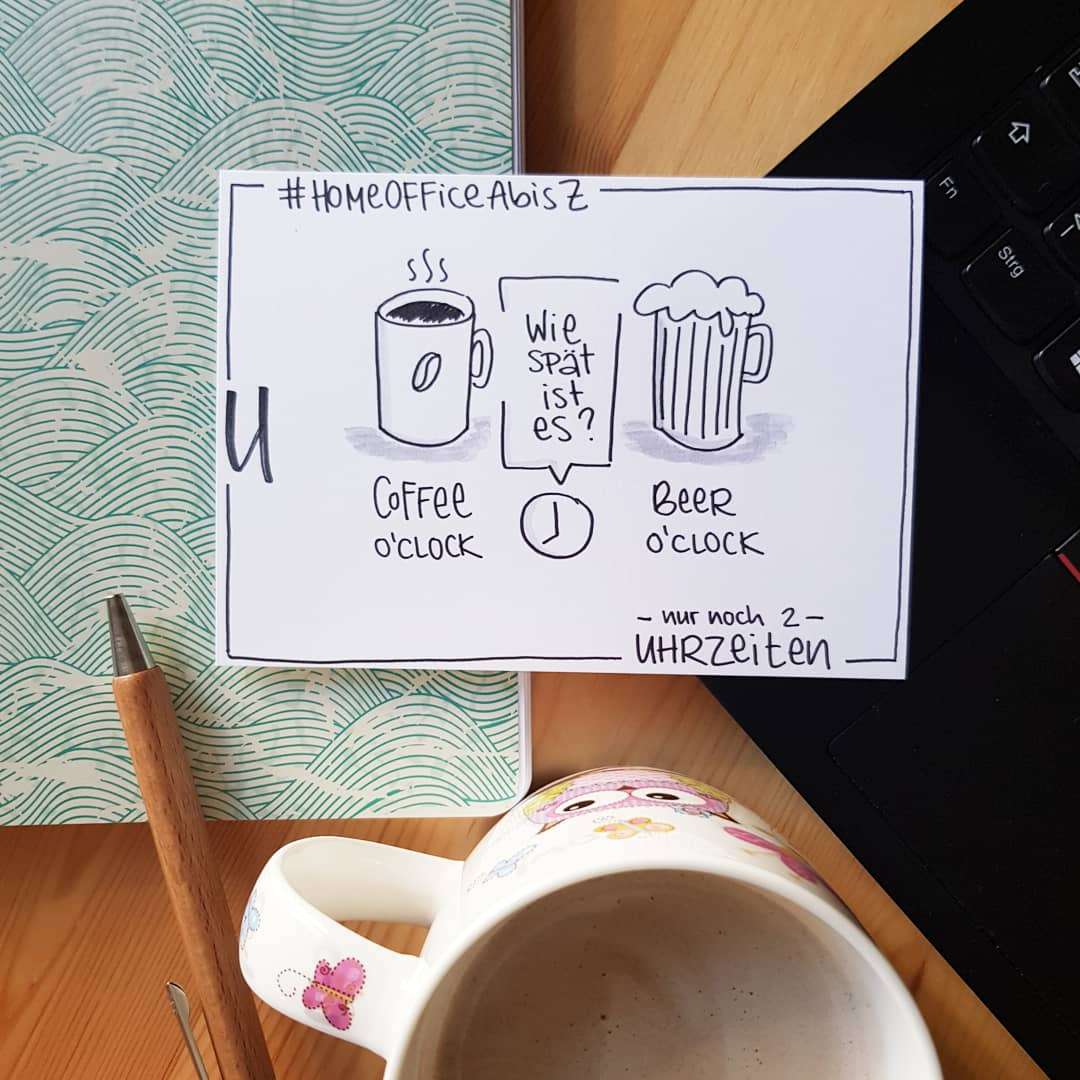 #HOMEOFFICEAbisZ
Wie
spät
ist
es?
U
COFFEE
O'CLOCK
BEER
O'CLOCK
- nur noch 2 -
UHRZeiten
Fn
Strg